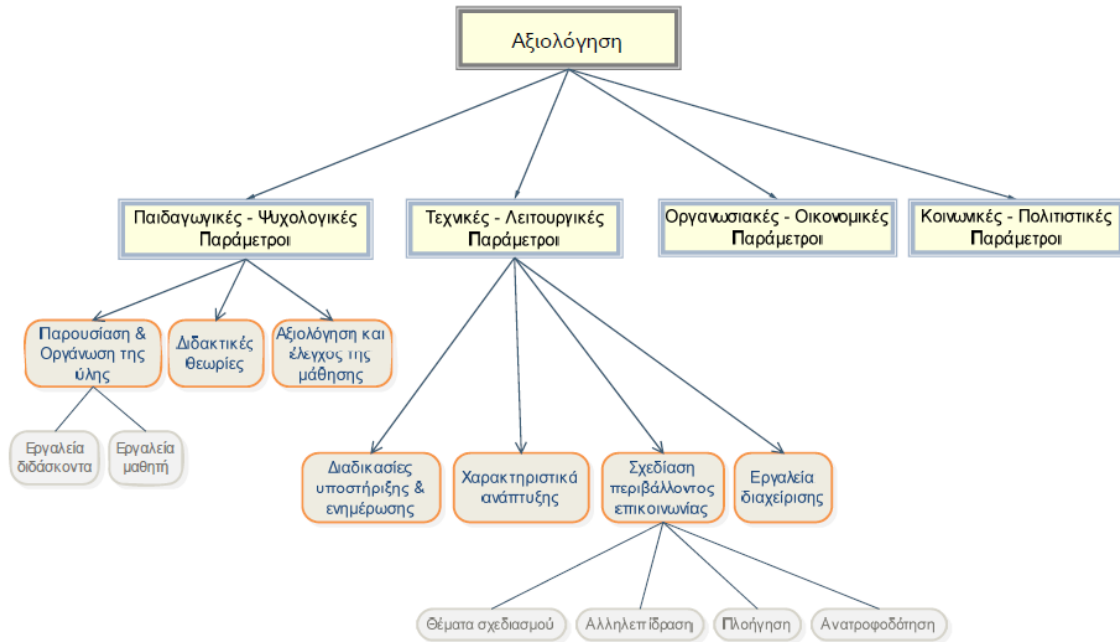 Αξιολόγηση
Παιδαγωγικές - Ψυχολογικές
Παράμετροι
Τεχνικές - Λειτουργικές
Παράμετροι
Οργανωσιακές - Οικονομικές
Παράμετροι
Κοινωνικές - Πολιτιστικές
Παράμετροι
Παρουσίαση &
Οργάνωση της
ύλης
Διδακτικές
θεωρίες
Αξιολόγηση και
έλεγχος της
μάθησης
Εργαλεία
διδάσκοντα
Εργαλεία
μαθητή
Διαδικασίες
υποστήριξης &
ενημέρωσης
Χαρακτηριστικά
ανάπτυξης
Σχεδίαση
περιβάλλοντος
επικοινωνίας
Εργαλεία
διαχείρισης
Θέματα σχεδιασμού
Αλληλεπίδραση
Πλοήγηση
Ανατροφοδότηση